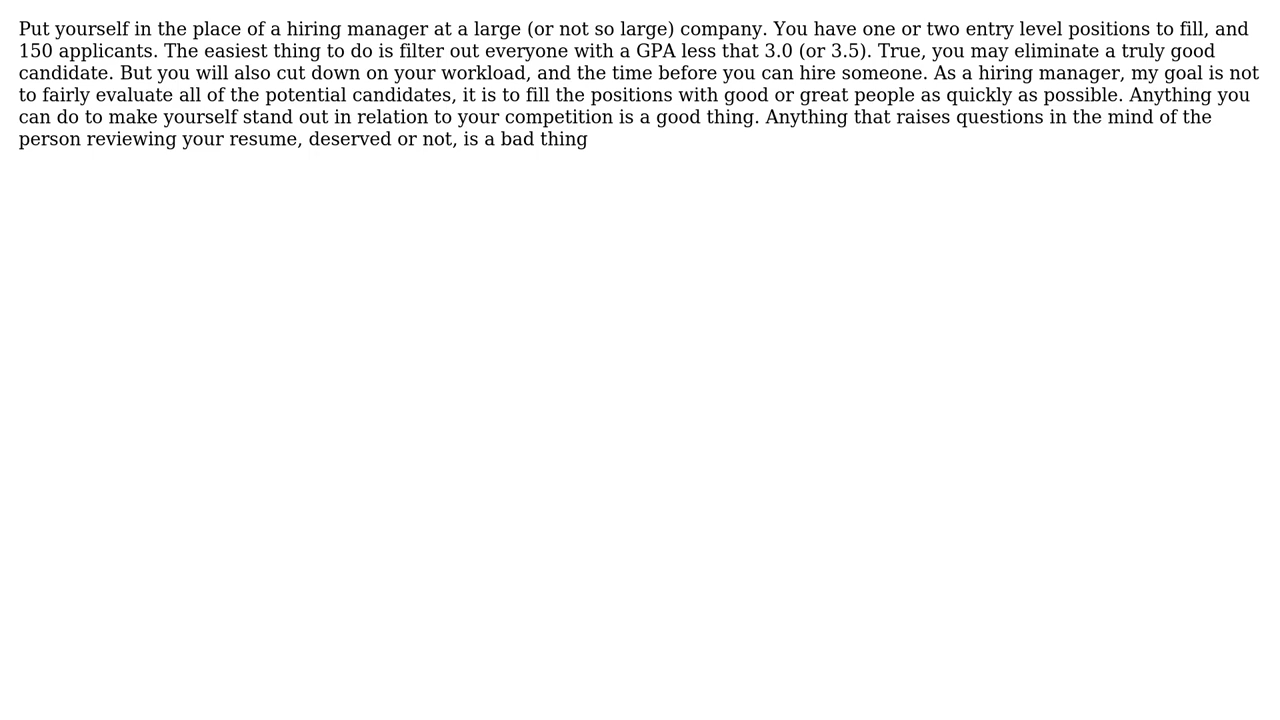 Put yourself in the place of a hiring manager at a large (or not so large) company. You have one or two entry level positions to fill, and
150 applicants. The easiest thing to do is filter out everyone with a GPA less that 3.0 (or 3.5). True, you may eliminate a truly good
candidate. But you will also cut down on your workload, and the time before you can hire someone. As a hiring manager, my goal is not
to fairly evaluate all of the potential candidates, it is to fill the positions with good or great people as quickly as possible. Anything you
can do to make yourself stand out in relation to your competition is a good thing. Anything that raises questions in the mind of the
person reviewing your resume, deserved or not, is a bad thing